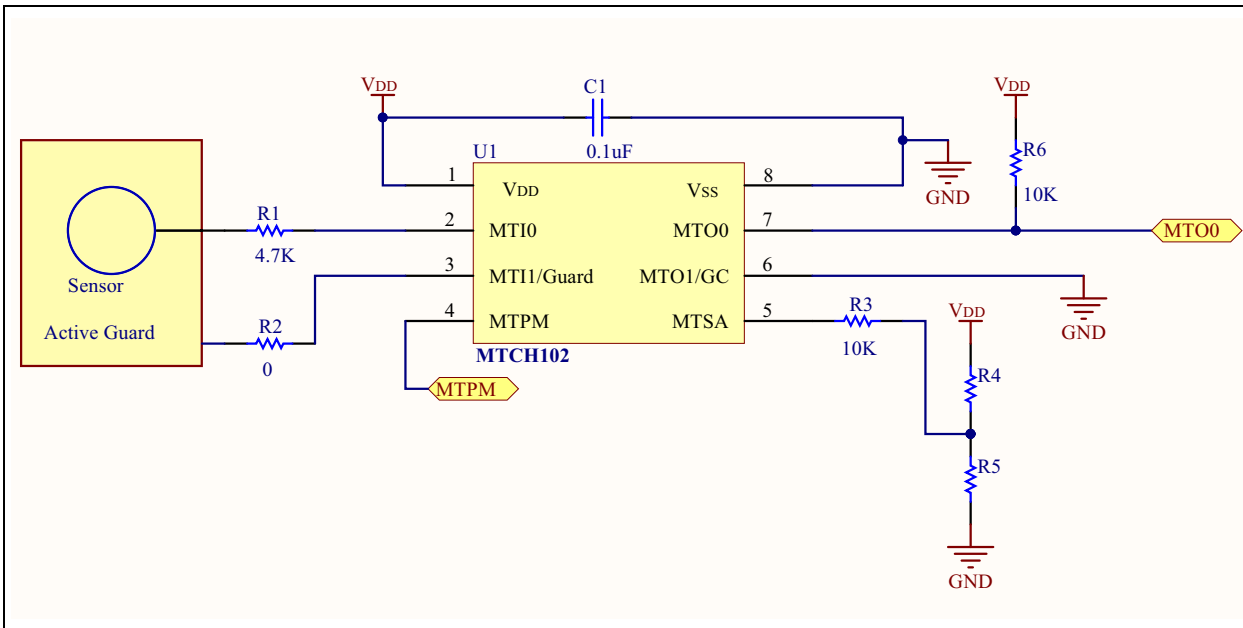 VDD
C1
0.1uF
VDD
R6
10K
GND
U1
1
VDD
VSS
8
Sensor
Active Guard
R1
4.7K
2
MTI0
MTO0
7
MTO0
3
MTI1/Guard
MTO1/GC
6
GND
R2
0
4
MTPM
MTSA
5
R3
10K
MTCH102
MTPM
VDD
R4
R5
GND